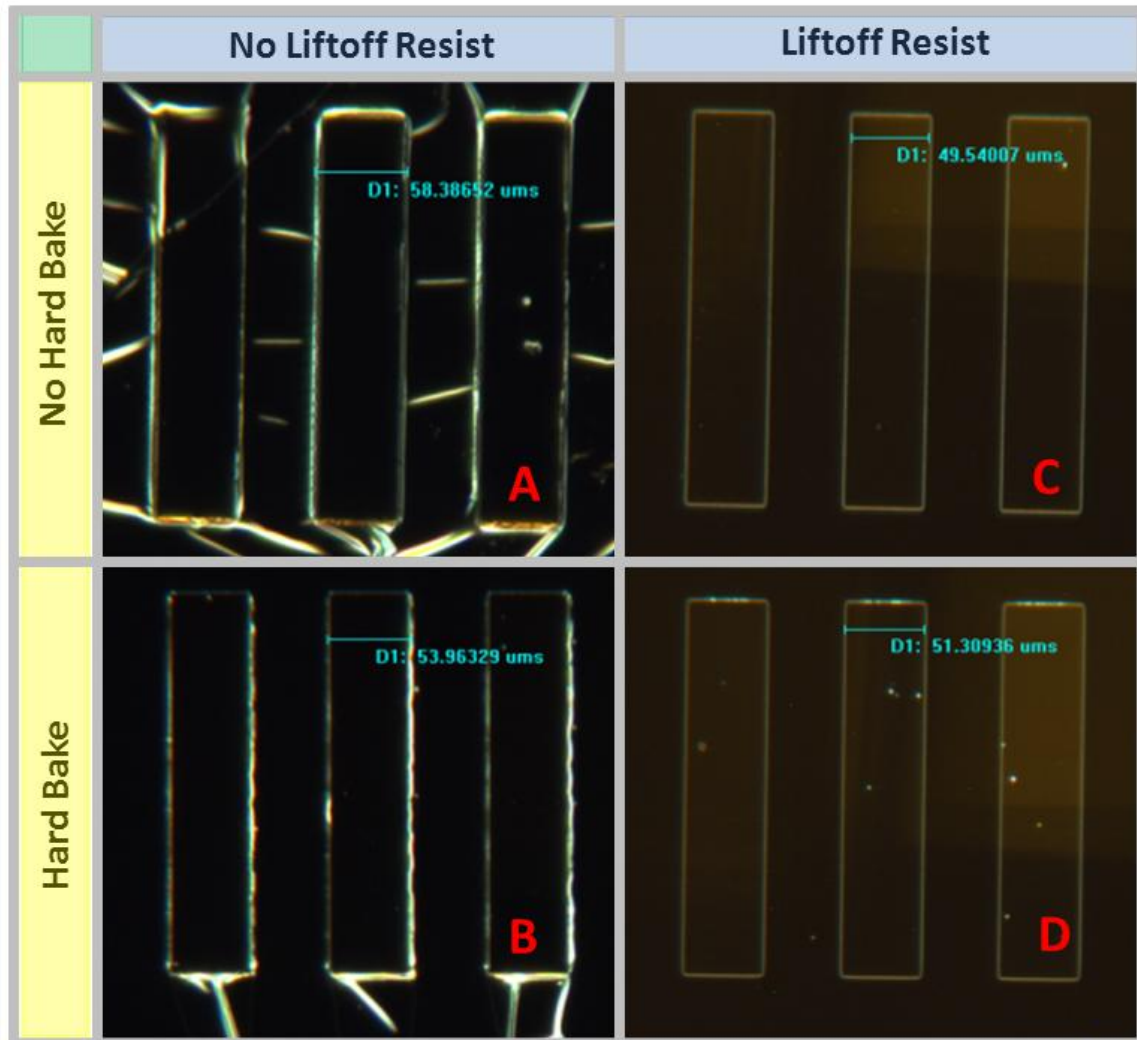 No Liftoff Resist
Liftoff Resist
No Hard Bake
D1: 58.38652 ums
A
D1: 49.54007 ums
C
Hard Bake
D1: 53.96329 ums
B
D1: 51.30936 ums
D